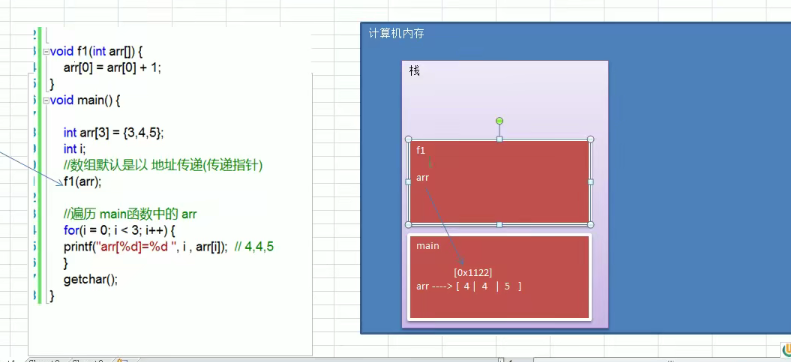 void f1(int arr[]) {
arr[0] = arr[0] + 1;
}
void main() {
int arr[3] = {3,4,5};
int i;
//数组默认是以 地址传递(传递指针)
f1(arr);
//遍历 main函数中的 arr
for(i = 0; i < 3; i++) {
printf("arr[%d]=%d ", i , arr[i]);  // 4,4,5
}
getchar();
}
计算机内存
栈
f1
arr
main
[0x1122]
arr ----> [ 4 | 4 | 5 ]